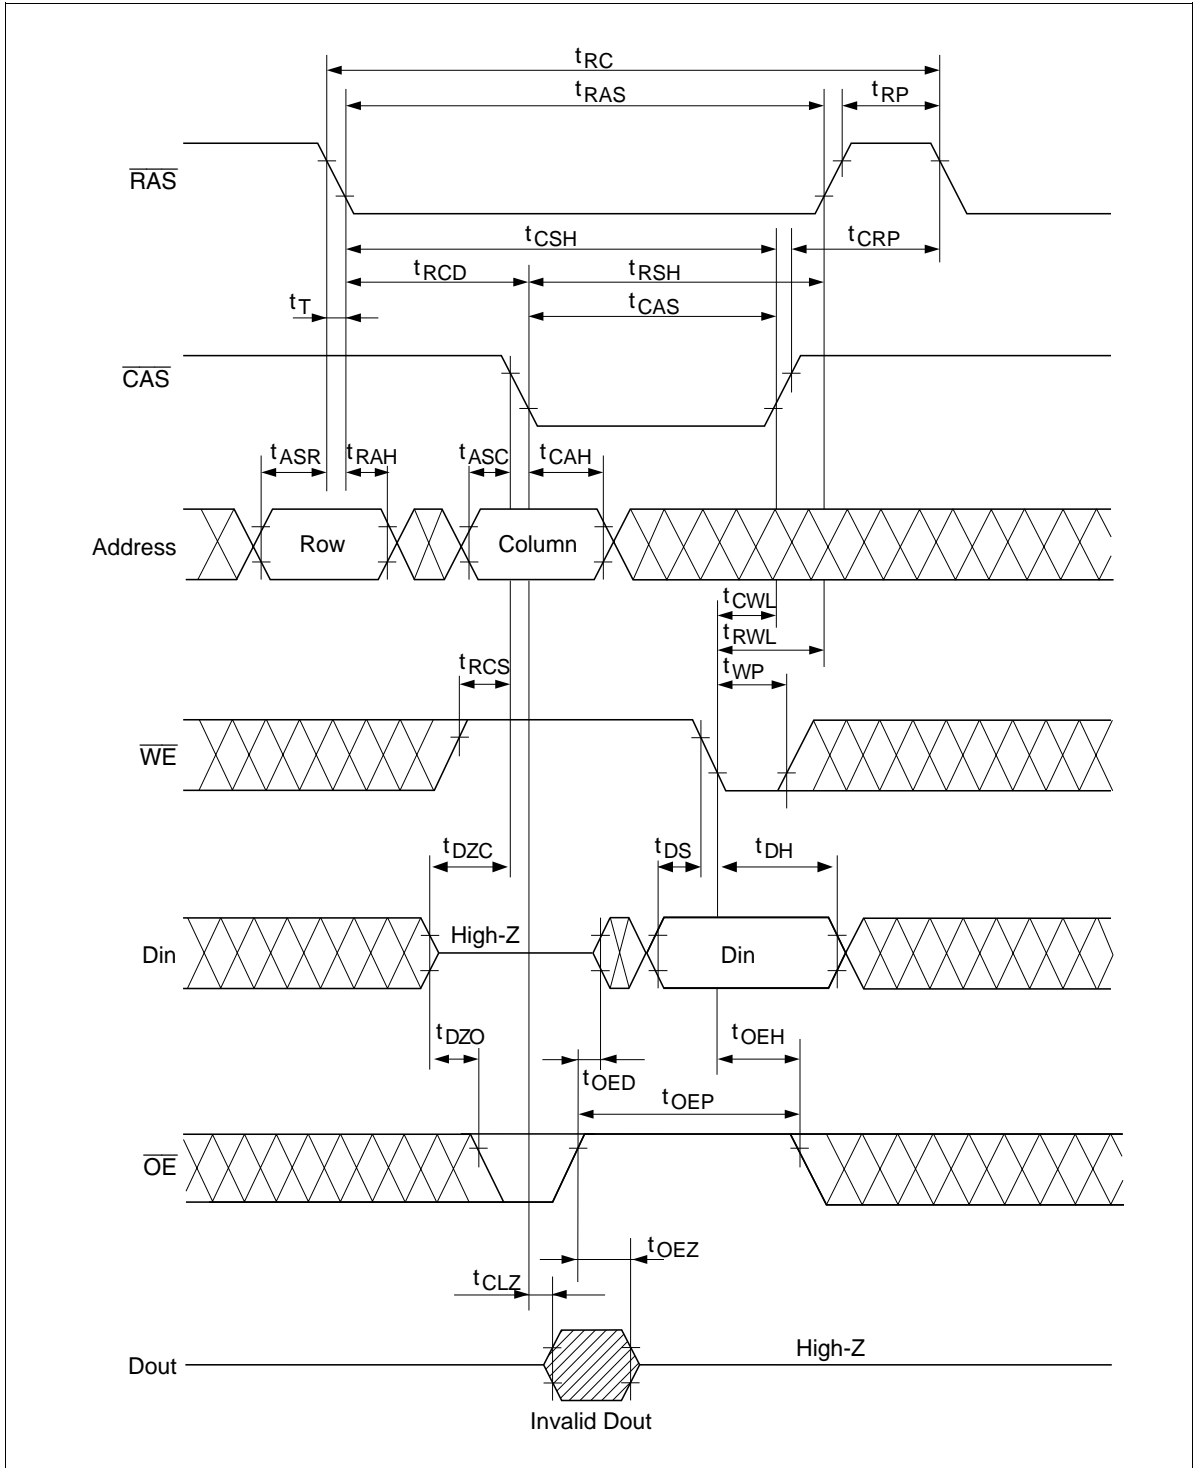 tRC
tRAS
tRP
RAS
tCSH
tCRP
tRCD
tRSH
tT
tCAS
CAS
tASR
tRAH
tASC
tCAH
Address
Row
Column
tCWL
tRWL
tRCS
tWP
WE
tDZC
tDS
tDH
High-Z
Din
Din
tDZO
tOEH
tOED
tOEP
OE
tOEZ
tCLZ
High-Z
Dout
Invalid Dout